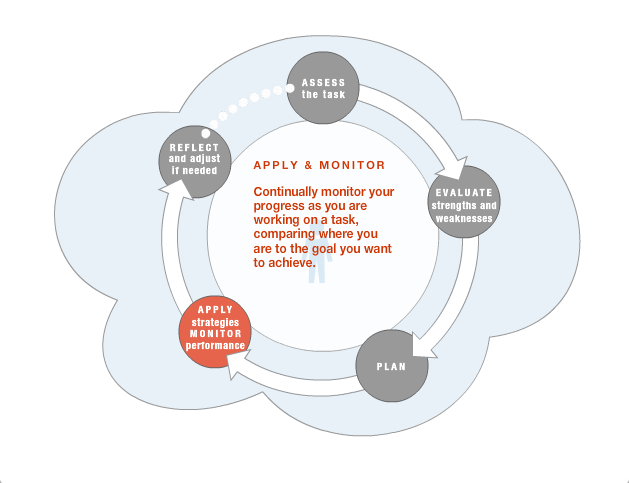 ASSESS
the task
REFLECT
and adjust
if needed
APPLY & MONITOR
Continually monitor your
progress as you are
working on a task,
comparing where you
are to the goal you want
to achieve.
EVALUATE
strengths and
weaknesses
APPLY
strategies
MONITOR
performance
PLAN